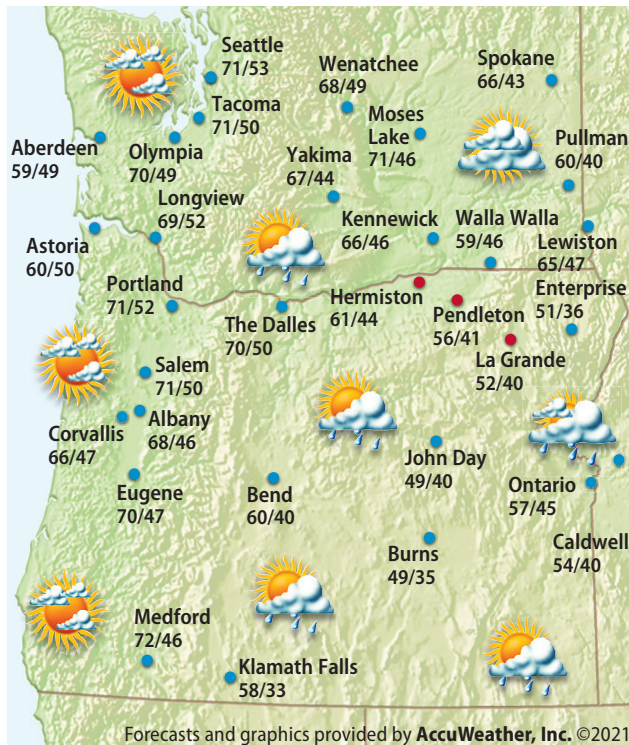 Seattle
71/53
Tacoma
71/50
Wenatchee
68/49
Spokane
66/43
Moses
Lake
71/46
Aberdeen
59/49
Olympia
70/49
Yakima
67/44
Pullman
60/40
Longview
69/52
Astoria
60/50
Kennewick
66/46
Walla Walla
59/46
Lewiston
65/47
Portland
71/52
The Dalles
70/50
Hermiston
61/44
Pendleton
56/41
Enterprise
51/36
La Grande
52/40
Salem
71/50
Albany
68/46
Corvallis
66/47
John Day
49/40
Eugene
70/47
Bend
60/40
Ontario
57/45
Burns
49/35
Caldwell
54/40
Medford
72/46
Klamath Falls
58/33
Forecasts and graphics provided by AccuWeather, Inc. ©2021